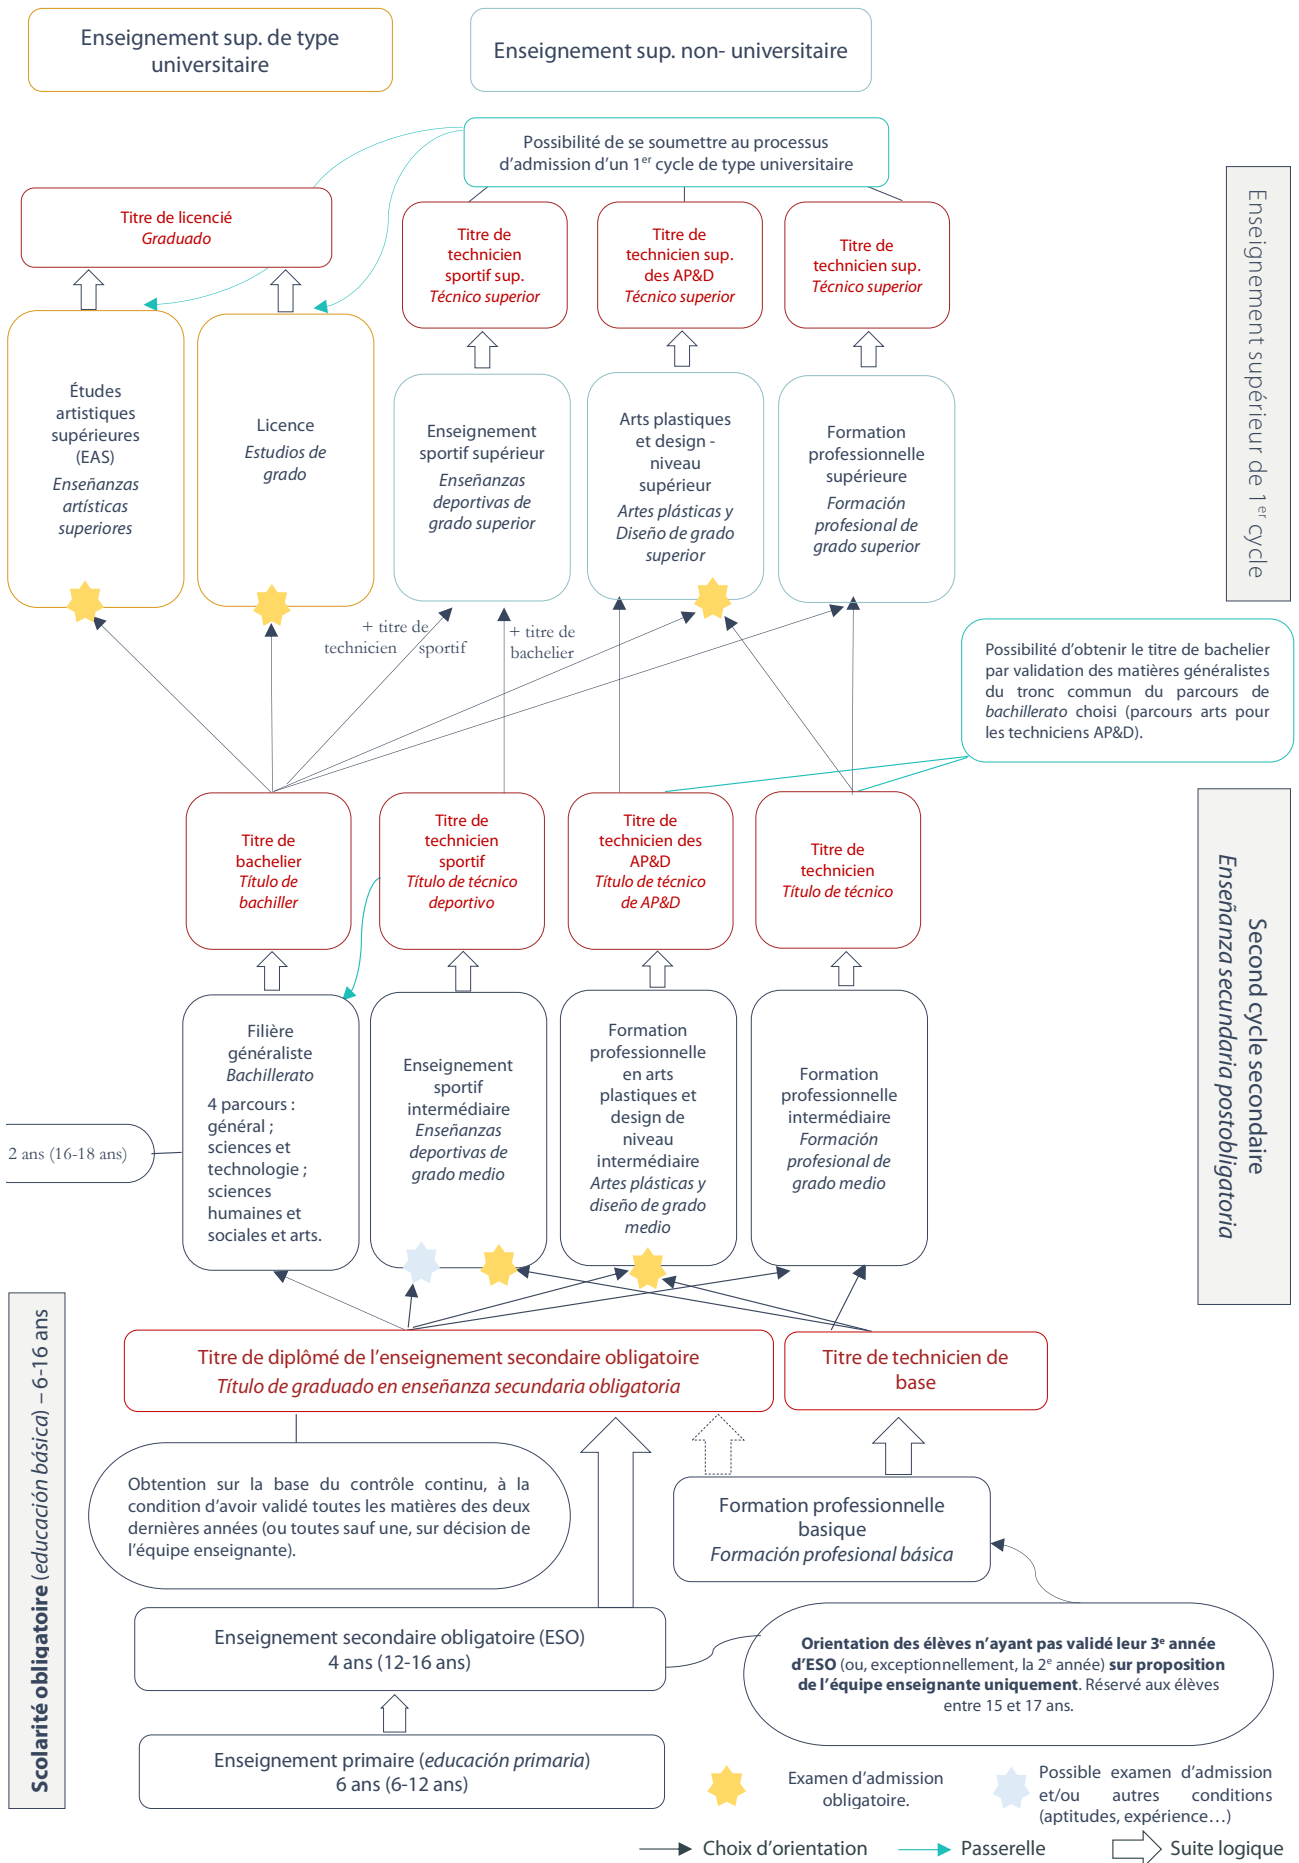 Enseignement sup. de type
universitaire
Enseignement sup. non- universitaire
Possibilité de se soumettre au processus
d'admission d'un 1er cycle de type universitaire
Titre de licencié
Graduado
Titre de
technicien
sportif sup.
Técnico superior
Titre de
technicien sup.
des AP&D
Técnico superior
Titre de
technicien sup.
Técnico superior
Enseignement supérieur de 1er cycle
Études
artistiques
supérieures
(EAS)
Enseñanzas
artísticas
superiores
Licence
Estudios de
grado
Enseignement
sportif supérieur
Enseñanzas
deportivas de
grado superior
Arts plastiques
et design -
niveau
supérieur
Artes plásticas y
Diseño de grado
superior
Formation
professionnelle
supérieure
Formación
profesional de
grado superior
+ titre de
technicien sportif
+ titre de
bachelier
Possibilité d'obtenir le titre de bachelier
par validation des matières généralistes
du tronc commun du parcours de
bachillerato choisi (parcours arts pour
les techniciens AP&D).
Titre de
bachelier
Título de
bachiller
Titre de
technicien
sportif
Título de técnico
deportivo
Titre de
technicien des
AP&D
Título de técnico
de AP&D
Titre de
technicien
Título de técnico
Second cycle secondaire
Enseñanza secundaria postobligatoria
Filière
généraliste
Bachillerato
4 parcours :
général ;
sciences et
technologie ;
sciences
humaines et
sociales et arts.
2 ans (16-18 ans)
Enseignement
sportif
intermédiaire
Enseñanzas
deportivas de
grado medio
Formation
professionnelle
en arts
plastiques et
design de
niveau
intermédiaire
Artes plásticas y
diseño de grado
medio
Formation
professionnelle
intermédiaire
Formación
profesional de
grado medio
Scolarité obligatoire (educación básica) – 6-16 ans
Titre de diplômé de l'enseignement secondaire obligatoire
Título de graduado en enseñanza secundaria obligatoria
Titre de technicien de
base
Obtention sur la base du contrôle continu, à la
condition d'avoir validé toutes les matières des deux
dernières années (ou toutes sauf une, sur décision de
l'équipe enseignante).
Formation professionnelle
basique
Formación profesional básica
Enseignement secondaire obligatoire (ESO)
4 ans (12-16 ans)
Orientation des élèves n'ayant pas validé leur 3e année
d'ESO (ou, exceptionnellement, la 2e année) sur proposition
de l'équipe enseignante uniquement. Réservé aux élèves
entre 15 et 17 ans.
Enseignement primaire (educación primaria)
6 ans (6-12 ans)
Examen d'admission
obligatoire.
Possible examen d'admission
et/ou autres conditions
(aptitudes, expérience…)
Choix d'orientation
Passerelle
Suite logique